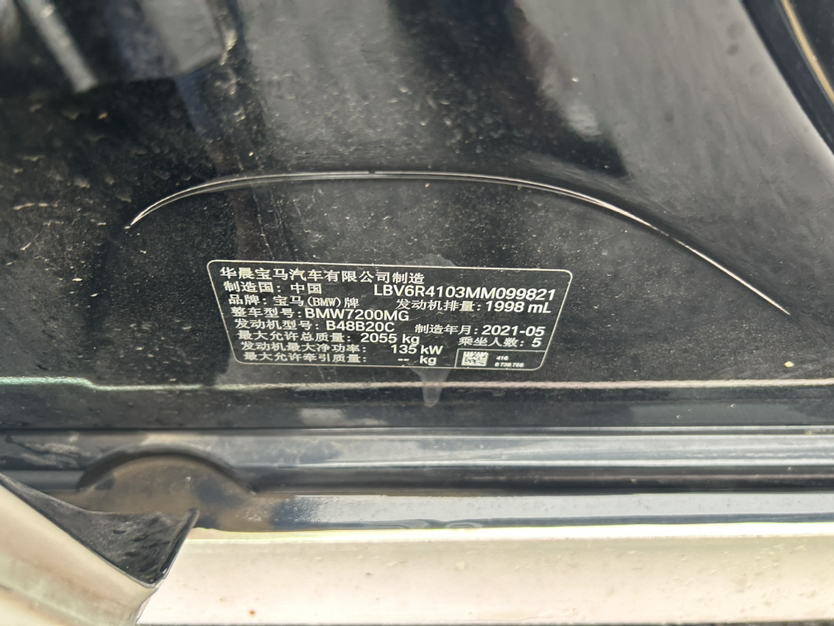 华晨宝马汽车有限公司制造
制造国：中国 LBV6R4103MM099821
品牌：宝马(BMW)牌 发动机排量：1998 mL
整车型号：BMW7200MG
发动机型号：B48B20C 制造年月：2021-05
最大允许总质量：2055 kg 乘坐人数：5
发动机最大净功率：135 kW
最大允许牵引质量：-- kg
416